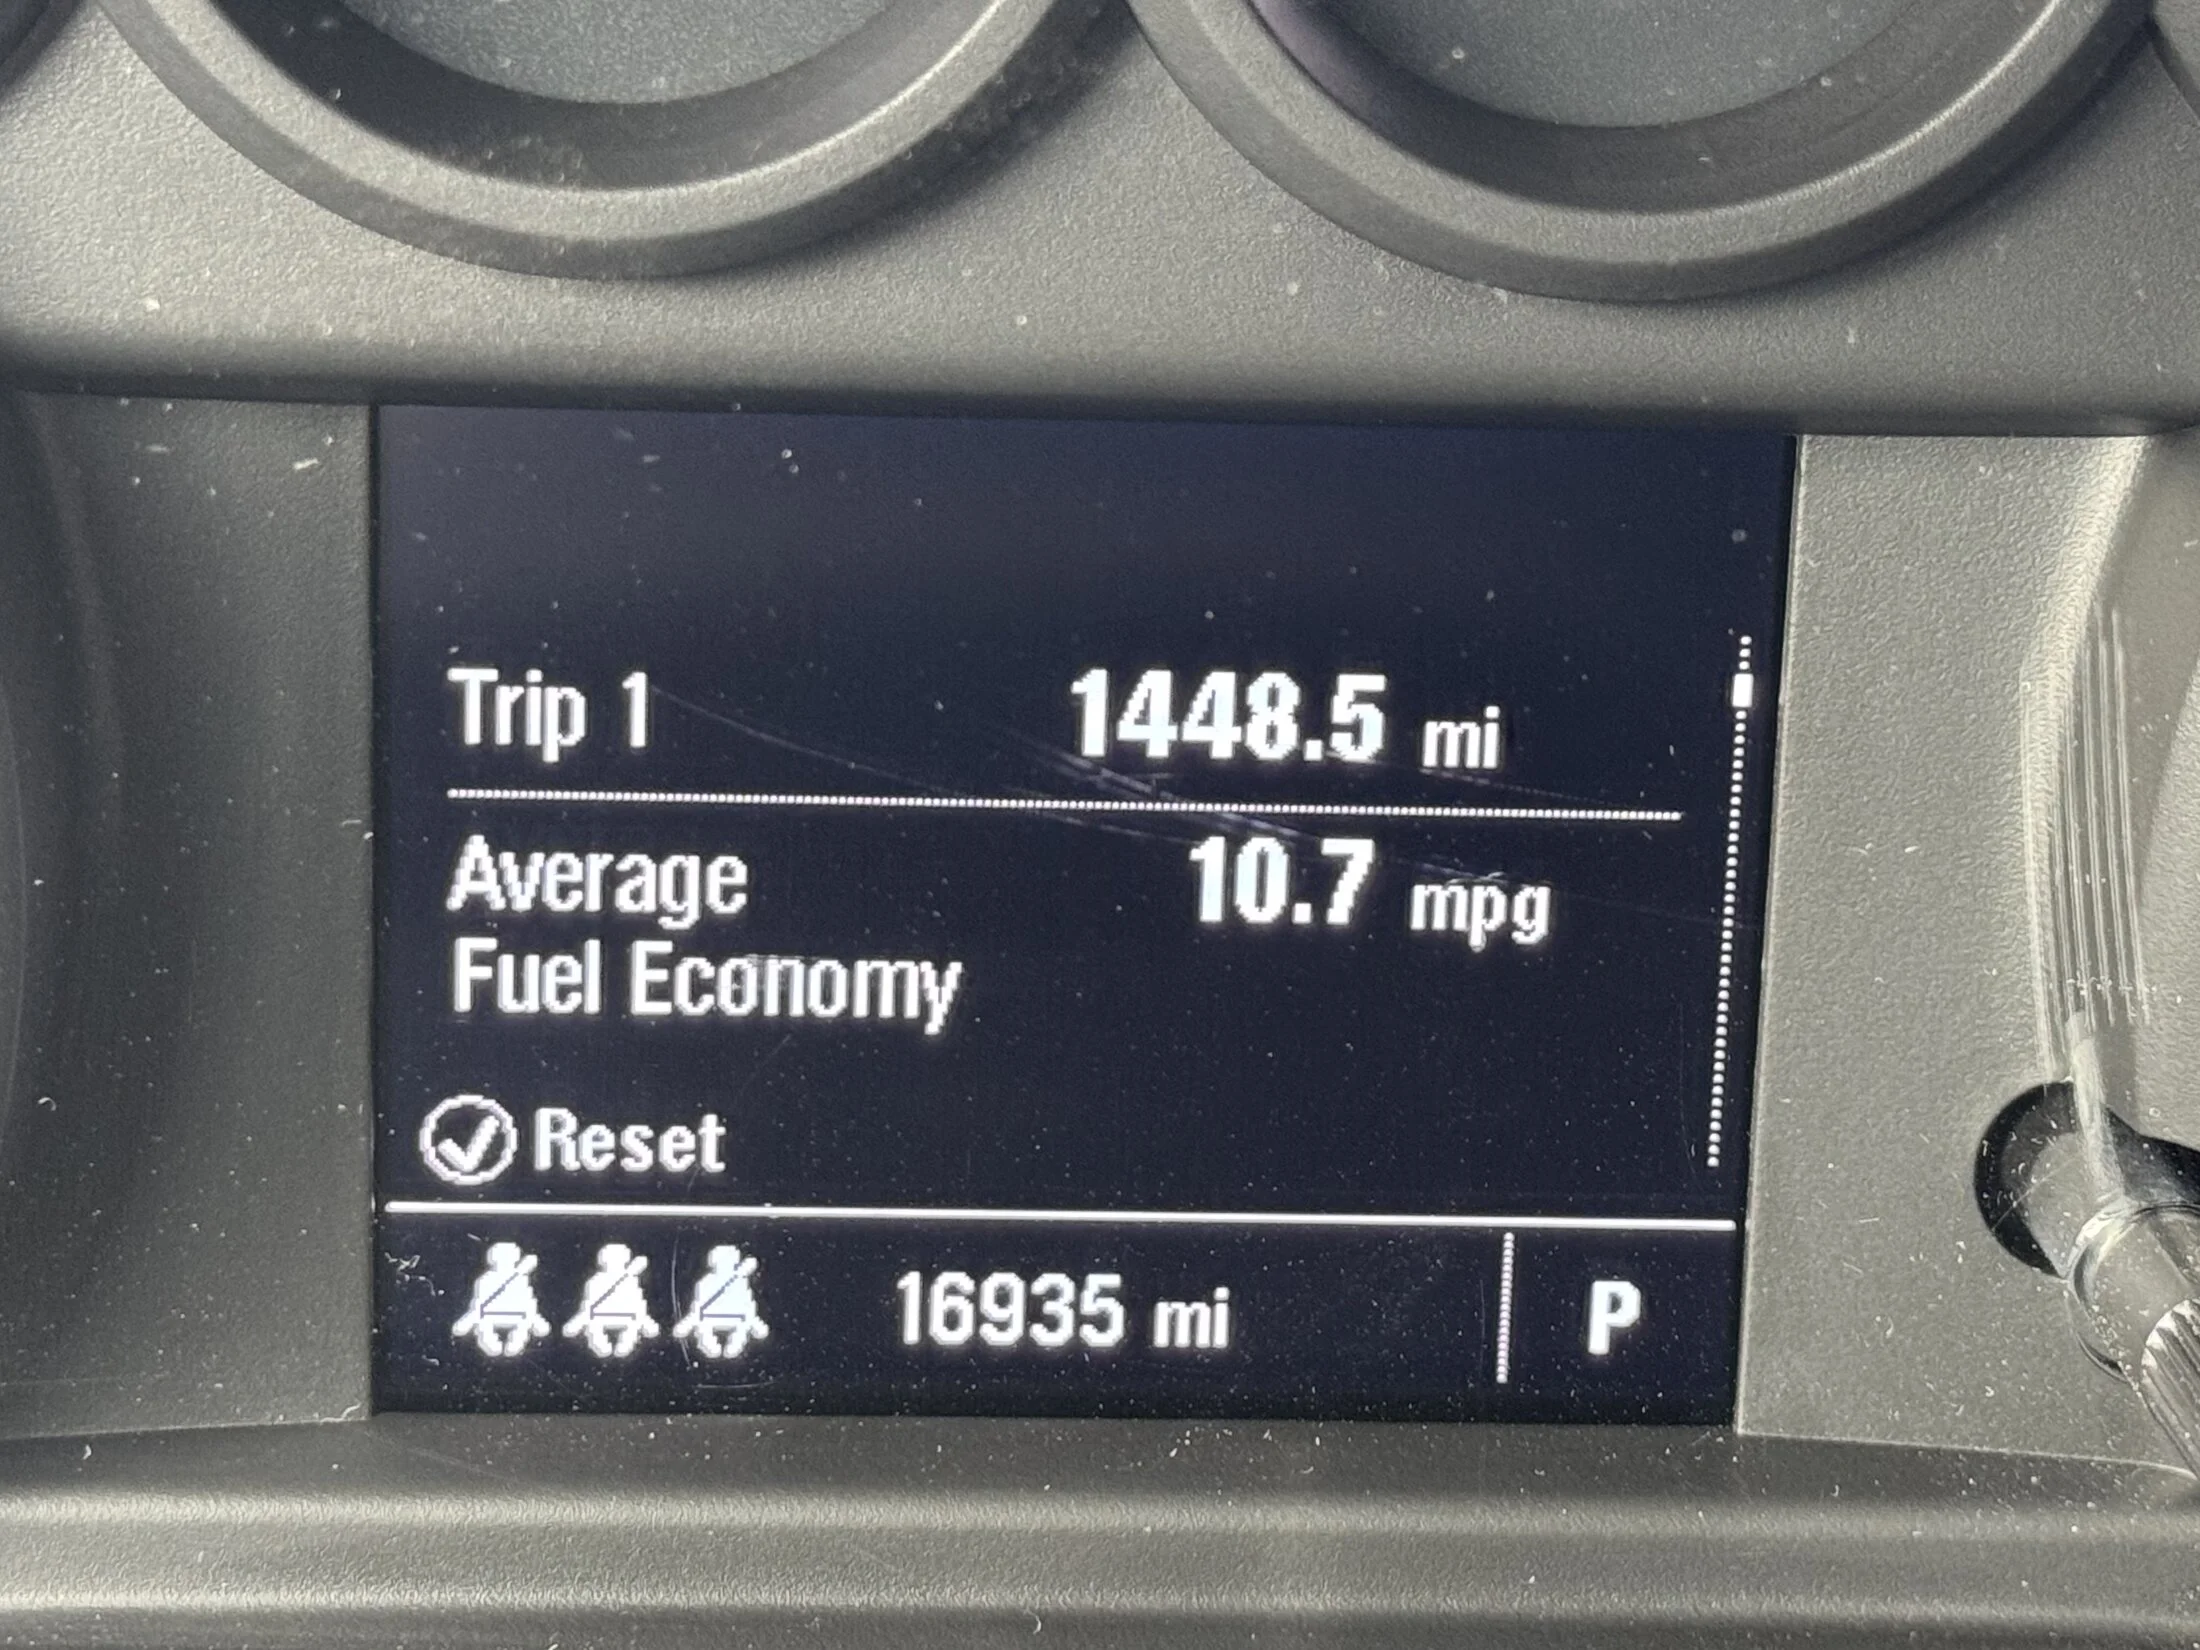 Trip 1 1448.5 mi
Average 10.7 mpg
Fuel Economy
Reset
16935 mi P